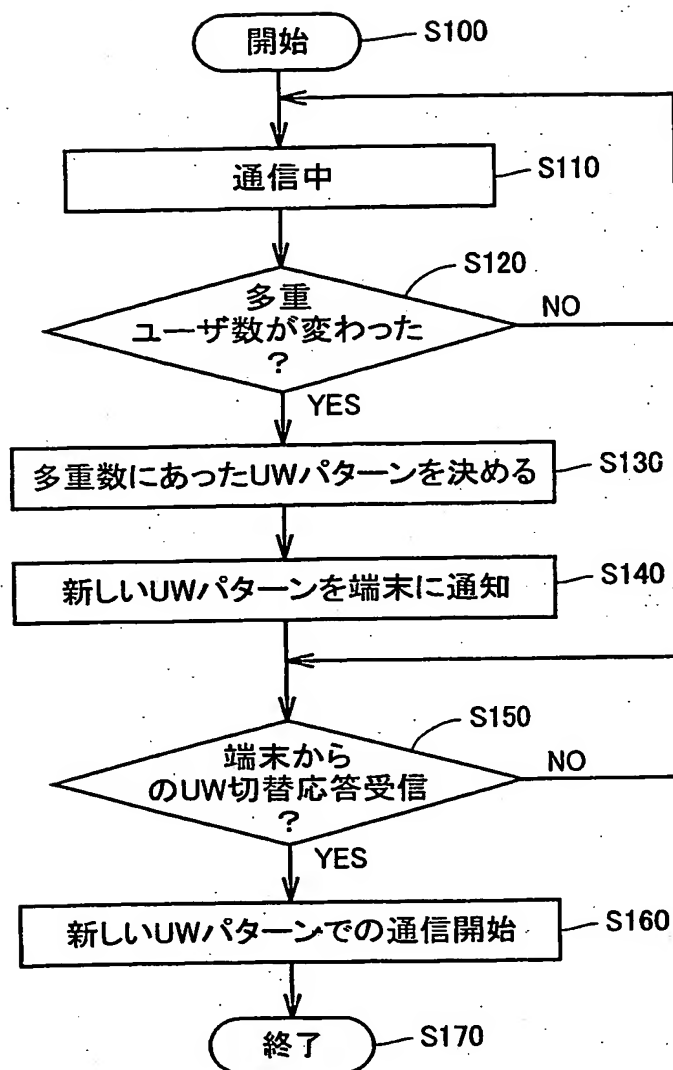 開始
S100
通信中
S110
多重
ユーザ数が変わった
?
S120
NO
YES
多重数にあったUWパターンを決める
S130
新しいUWパターンを端末に通知
S140
端末から
のUW切替応答受信
?
S150
NO
YES
新しいUWパターンでの通信開始
S160
終了
S170